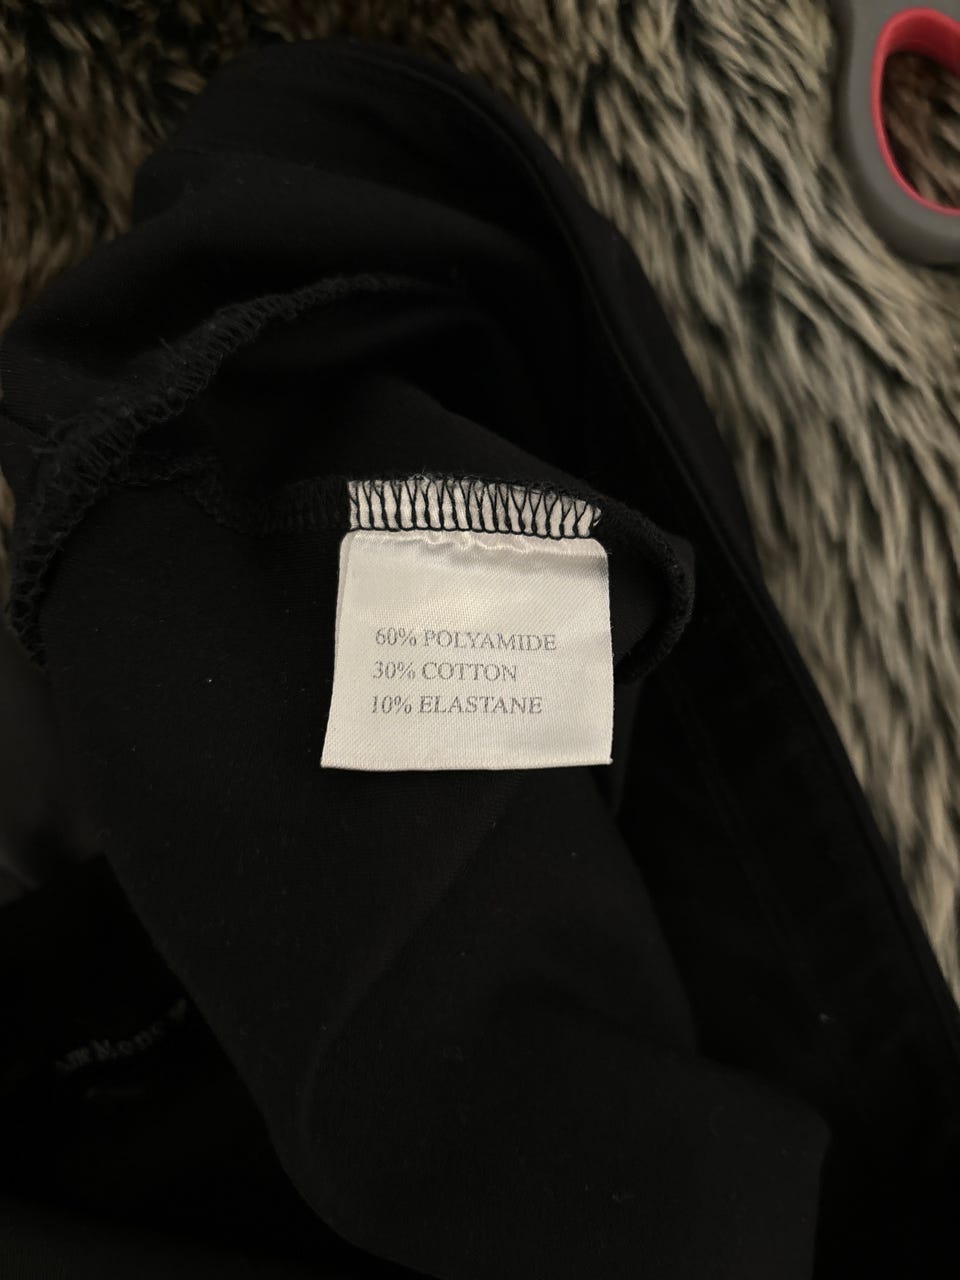 60% POLYAMIDE
30% COTTON
10% ELASTANE